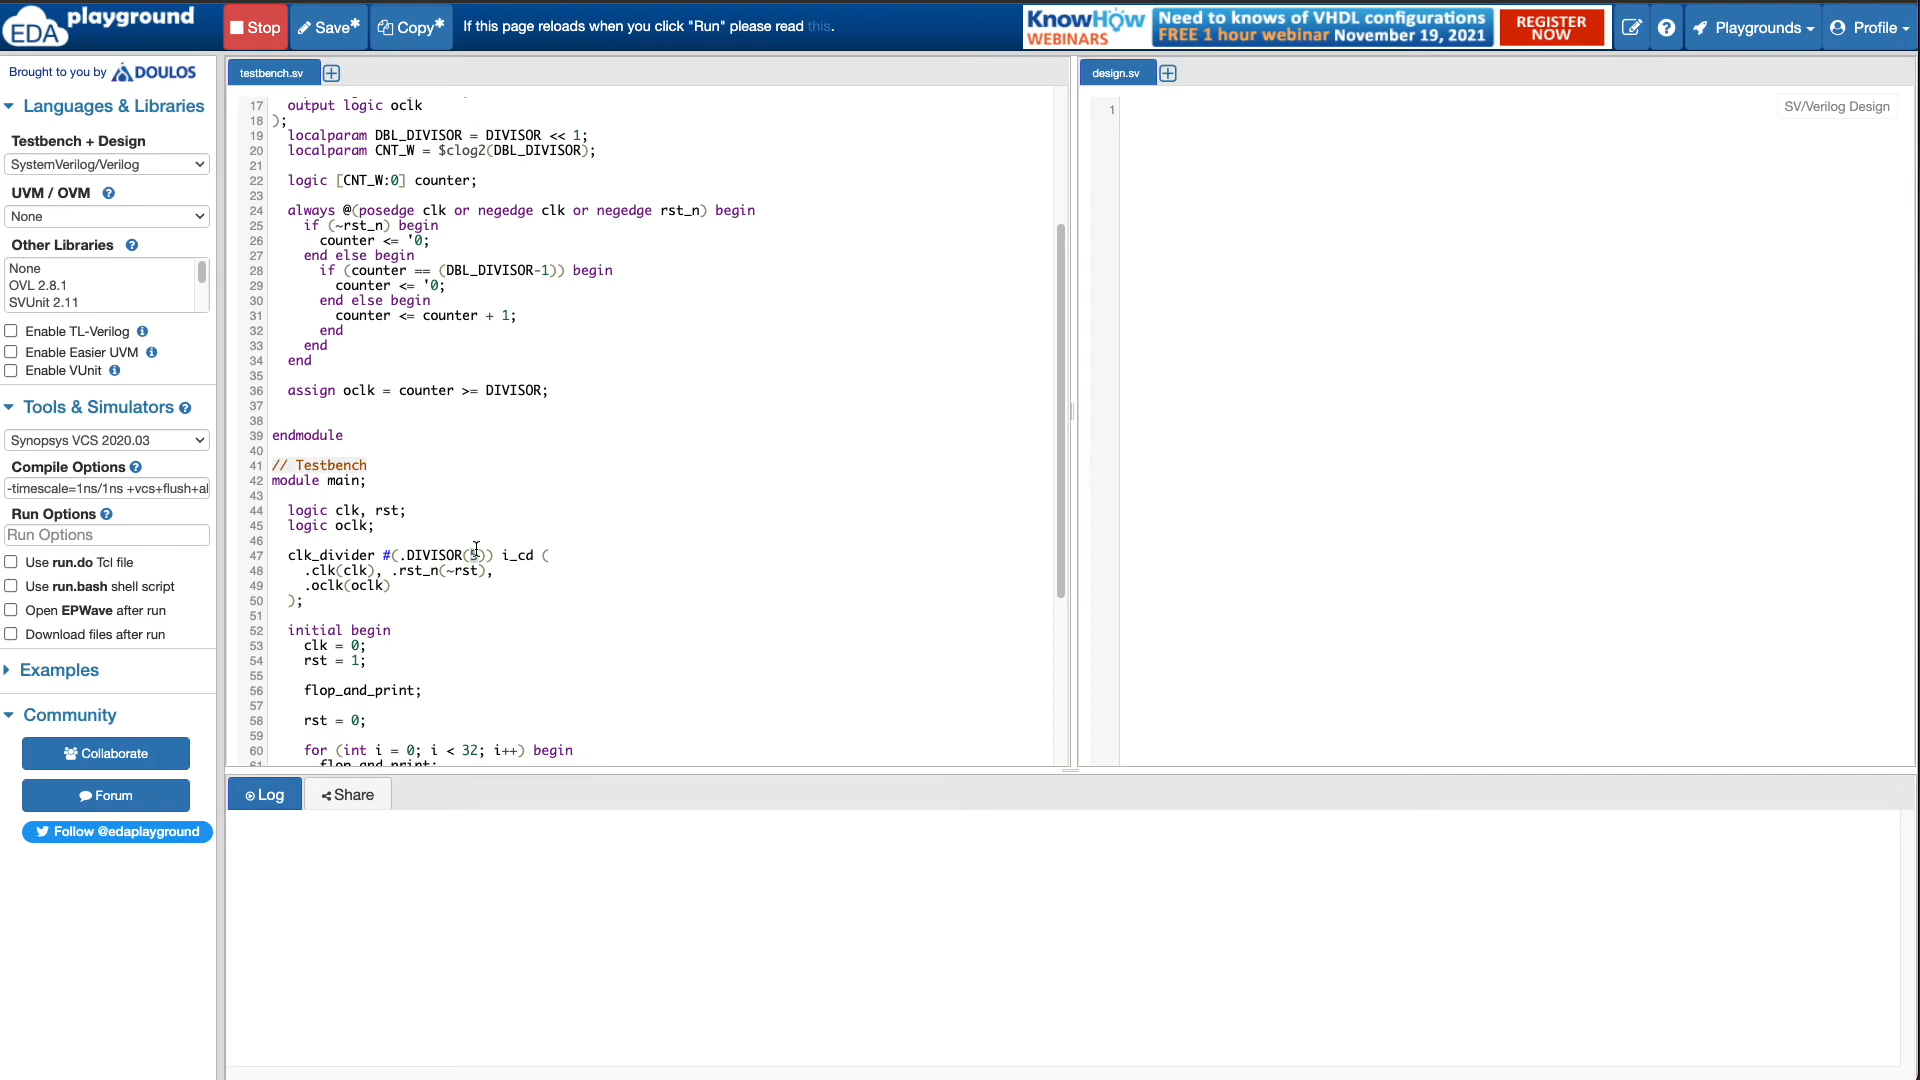 EDA playground
Stop
Save*
Copy*
If this page reloads when you click "Run" please read this.
KnowHow
WEBINARS
Need to knows of VHDL configurations
FREE 1 hour webinar November 19, 2021
REGISTER
NOW
Playgrounds
Profile
Brought to you by DOULOS
Languages & Libraries
Testbench + Design
SystemVerilog/Verilog
UVM / OVM
None
Other Libraries
None
OVL 2.8.1
SVUnit 2.11
Enable TL-Verilog
Enable Easier UVM
Enable VUnit
Tools & Simulators
Synopsys VCS 2020.03
Compile Options
-timescale=1ns/1ns +vcs+flush+al
Run Options
Run Options
Use run.do Tcl file
Use run.bash shell script
Open EPWave after run
Download files after run
Examples
Community
Collaborate
Forum
Follow @edaplayground
testbench.sv
17 output logic oclk
18 );
19 localparam DBL_DIVISOR = DIVISOR << 1;
20 localparam CNT_W = $clog2(DBL_DIVISOR);
21
22 logic [CNT_W:0] counter;
23
24 always @(posedge clk or negedge clk or negedge rst_n) begin
25 if (~rst_n) begin
26 counter <= '0;
27 end else begin
28 if (counter == (DBL_DIVISOR-1)) begin
29 counter <= '0;
30 end else begin
31 counter <= counter + 1;
32 end
33 end
34 end
35
36 assign oclk = counter >= DIVISOR;
37
38
39 endmodule
40
41 // Testbench
42 module main;
43
44 logic clk, rst;
45 logic oclk;
46
47 clk_divider #(.DIVISOR( )) i_cd (
48 .clk(clk), .rst_n(~rst),
49 .oclk(oclk)
50 );
51
52 initial begin
53 clk = 0;
54 rst = 1;
55
56 flop_and_print;
57
58 rst = 0;
59
60 for (int i = 0; i < 32; i++) begin
61 flop_and_print;
design.sv
1
SV/Verilog Design
Log
Share